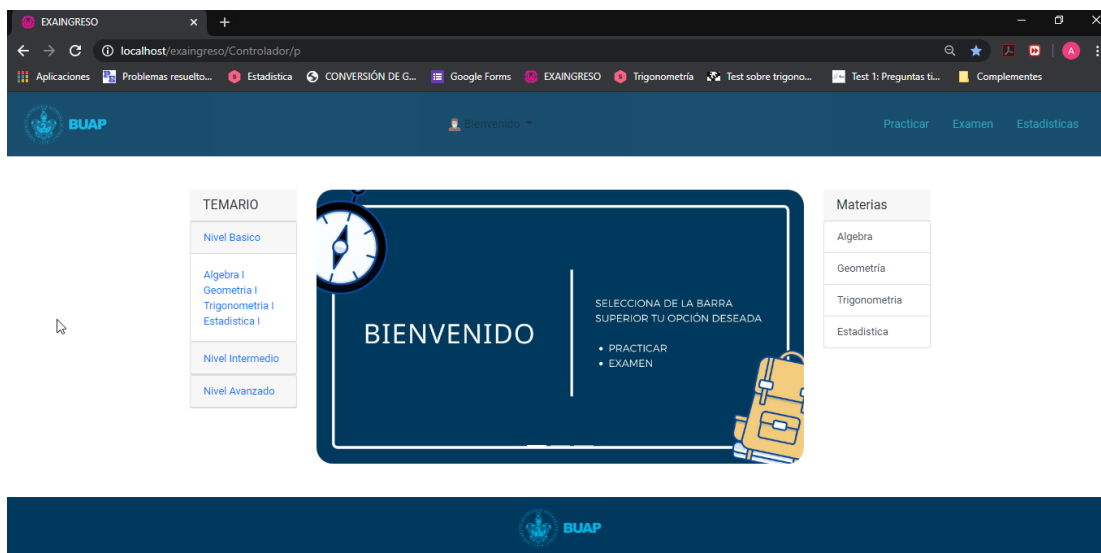 EXAINGRESO
localhost/exaingreso/Controlador/p
A
Aplicaciones Problemas resuelto... Estadistica CONVERSIÓN DE G... Google Forms EXAINGRESO Trigonometría Test sobre trigono... Test 1: Preguntas ti... Complementes
BUAP Bienvenido Practicar Examen Estadisticas
TEMARIO
Nivel Basico
Algebra I
Geometria I
Trigonometria I
Estadistica I
Nivel Intermedio
Nivel Avanzado
BIENVENIDO
SELECCIONA DE LA BARRA
SUPERIOR TU OPCIÓN DESEADA
• PRACTICAR
• EXAMEN
Materias
Algebra
Geometría
Trigonometria
Estadistica
BUAP